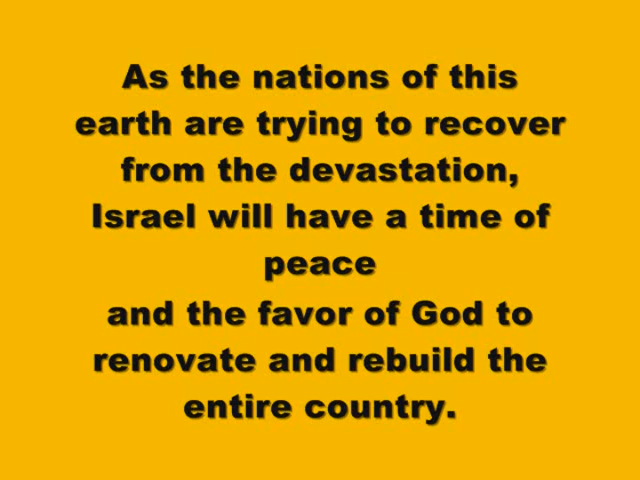 As the nations of this
earth are trying to recover
from the devastation,
Israel will have a time of
peace
and the favor of God to
renovate and rebuild the
entire country.